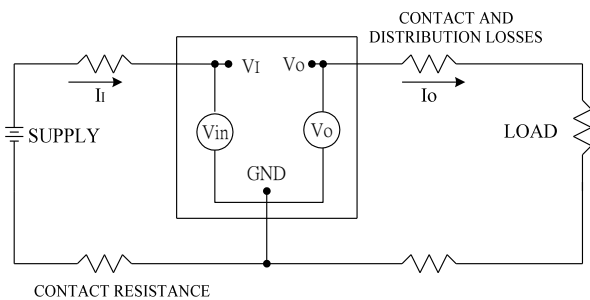 CONTACT AND
DISTRIBUTION LOSSES
VI
VO
II
IO
SUPPLY
Vin
Vo
LOAD
GND
CONTACT RESISTANCE